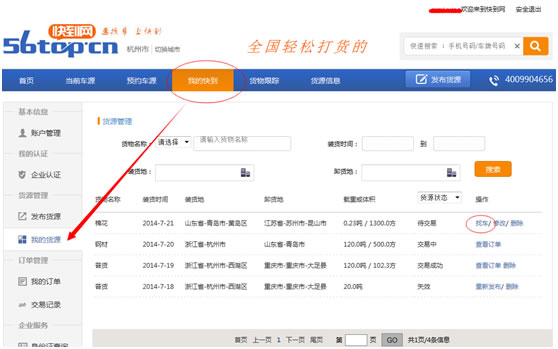 欢迎来到快到网 安全退出
快到网 畅货郎 上快到
56topcn 杭州市 | 切换城市
全国轻松打货的
快速搜索 : 手机号码/车牌号码
首页 当前车源 预约车源 我的快到 货物跟踪 货源信息 发布货源 4009904656
基本信息
账户管理
我的认证
企业认证
货源管理
发布货源
我的货源
订单管理
我的订单
交易记录
企业服务
身份证查询
货源管理
货物名称: 请选择 请输入货物名称 装货时间: 到
装货地: 卸货地: 搜索
货物名称 装货时间 装货地 卸货地 载重或体积 货源状态 操作
棉花 2014-7-21 山东省-青岛市-黄岛区 江苏省-苏州市-昆山市 0.23吨 / 1300.0方 待交易 找车/ 修改/ 删除
钢材 2014-7-20 浙江省-杭州市 山东省-青岛市 120.0吨 / 500.0方 交易中 查看订单
普货 2014-7-19 浙江省-杭州市-西湖区 重庆市-重庆市-大足县 120.0吨 / 102.3方 交易成功 查看订单 删除
普货 2014-7-18 浙江省-杭州市-西湖区 重庆市-重庆市-大足县 20.0吨 失效 重新发布/ 删除
首页 上一页 1 下一页 尾页 第 页 GO 共1页/4条信息